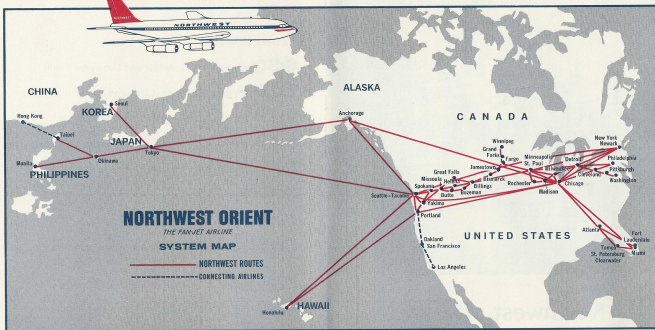 NORTHWEST
NORTHWEST
CHINA
ALASKA
CANADA
KOREA
Seoul
Hong Kong
Anchorage
Taipei
JAPAN
Tokyo
Okinawa
Manila
PHILIPPINES
Winnipeg
Grand
Forks
Fargo
Jamestown
Minneapolis
St. Paul
Milwaukee
Detroit
New York
Newark
Philadelphia
Pittsburgh
Cleveland
Washington
Great Falls
Missoula
Helena
Spokane
Butte
Bozeman
Billings
Bismarck
Rochester
Madison
Chicago
Seattle-Tacoma
Yakima
Portland
NORTHWEST ORIENT
THE FAN-JET AIRLINE
SYSTEM MAP
NORTHWEST ROUTES
CONNECTING AIRLINES
UNITED STATES
Oakland
San Francisco
Los Angeles
Atlanta
Fort
Lauderdale
Tampa
Miami
St. Petersburg
Clearwater
HAWAII
Honolulu